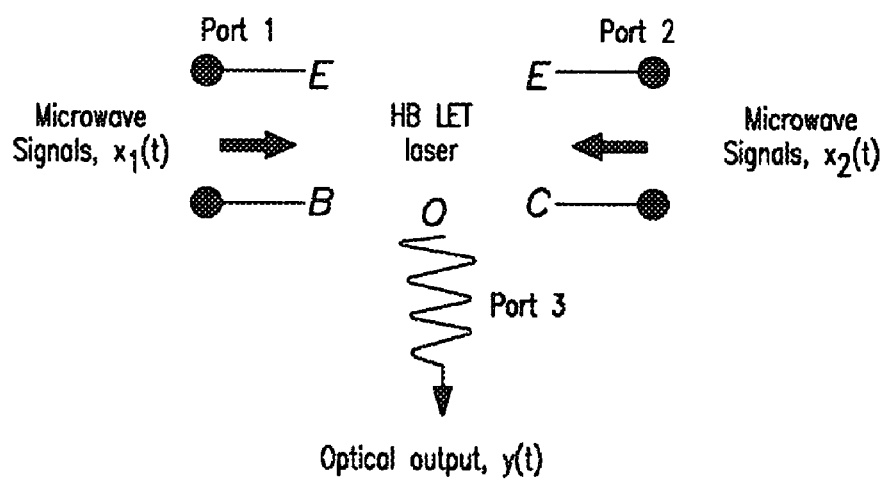 Port 1
Port 2
E
E
Microwave
Signals, x1(t)
HB LET
laser
Microwave
Signals, x2(t)
B
O
C
Port 3
Optical output, y(t)